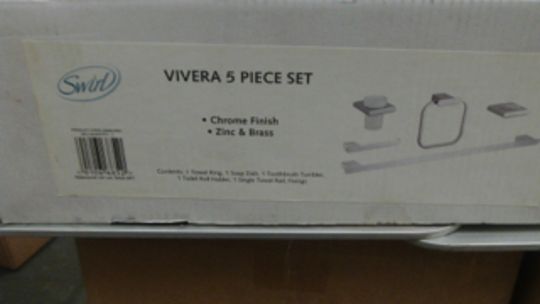 Swirl
VIVERA 5 PIECE SET
• Chrome Finish
• Zinc & Brass
Contents: 1 Towel Ring, 1 Soap Dish, 1 Toothbrush Tumbler,
1 Toilet Roll Holder, 1 Single Towel Rail, Fixings